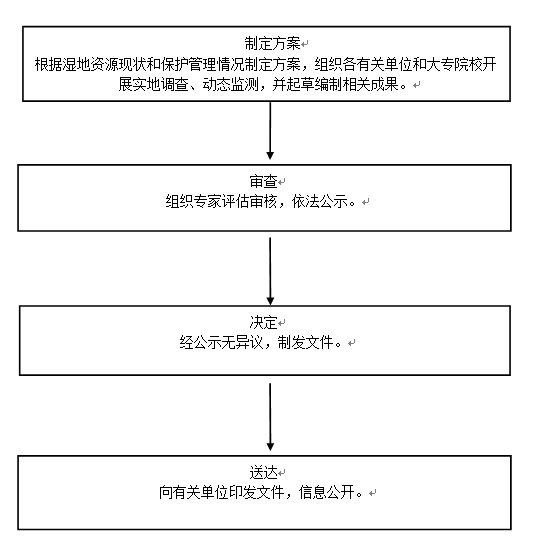 制定方案
根据湿地资源现状和保护管理情况制定方案，组织各有关单位和大专院校开
展实地调查、动态监测，并起草编制相关成果。
审查
组织专家评估审核，依法公示。
决定
经公示无异议，制发文件。
送达
向有关单位印发文件，信息公开。